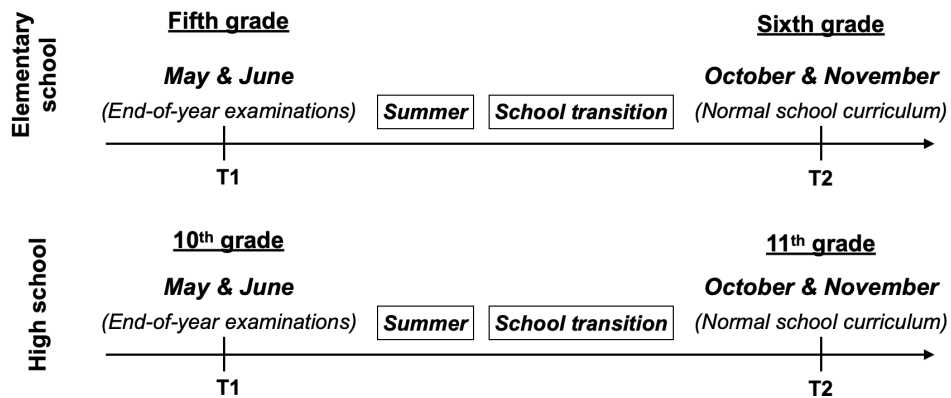 Elementary
school
Fifth grade
Sixth grade
May & June
October & November
(End-of-year examinations)
Summer
School transition
(Normal school curriculum)
T1
T2
High school
10th grade
11th grade
May & June
October & November
(End-of-year examinations)
Summer
School transition
(Normal school curriculum)
T1
T2